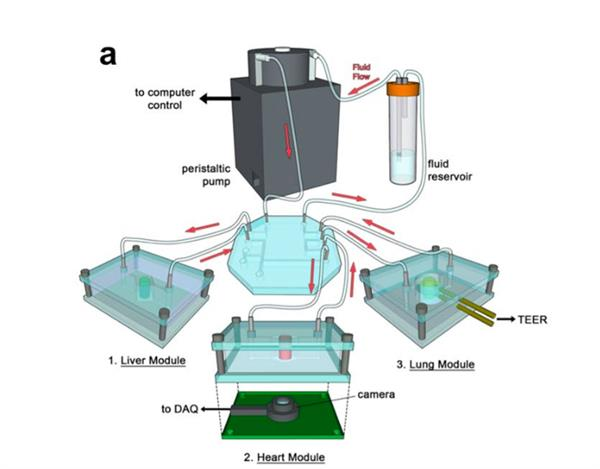 a
Fluid
Flow
to computer
control
peristaltic
pump
fluid
reservoir
TEER
1. Liver Module
3. Lung Module
camera
to DAQ
2. Heart Module